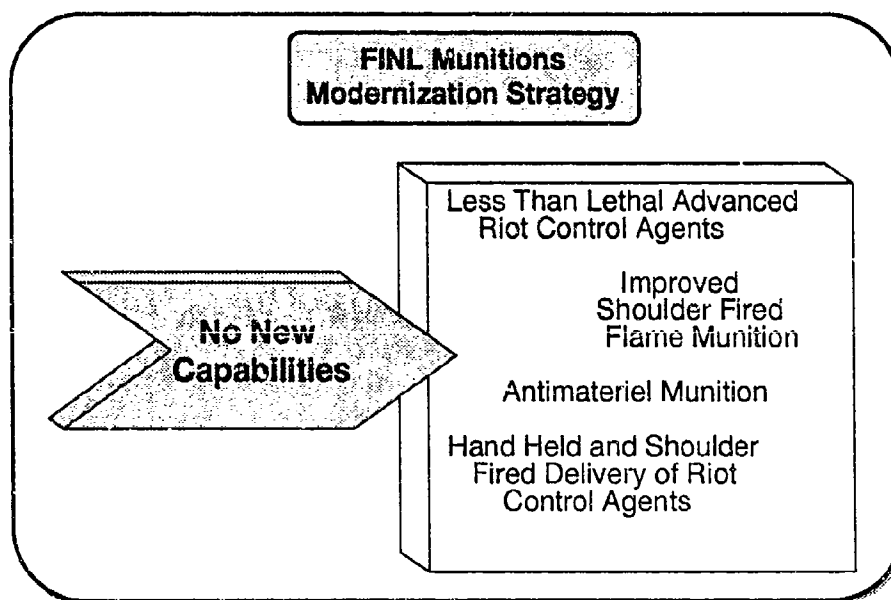 FINL Munitions
Modernization Strategy
No New
Capabilities
Less Than Lethal Advanced
Riot Control Agents
Improved
Shoulder Fired
Flame Munition
Antimateriel Munition
Hand Held and Shoulder
Fired Delivery of Riot
Control Agents